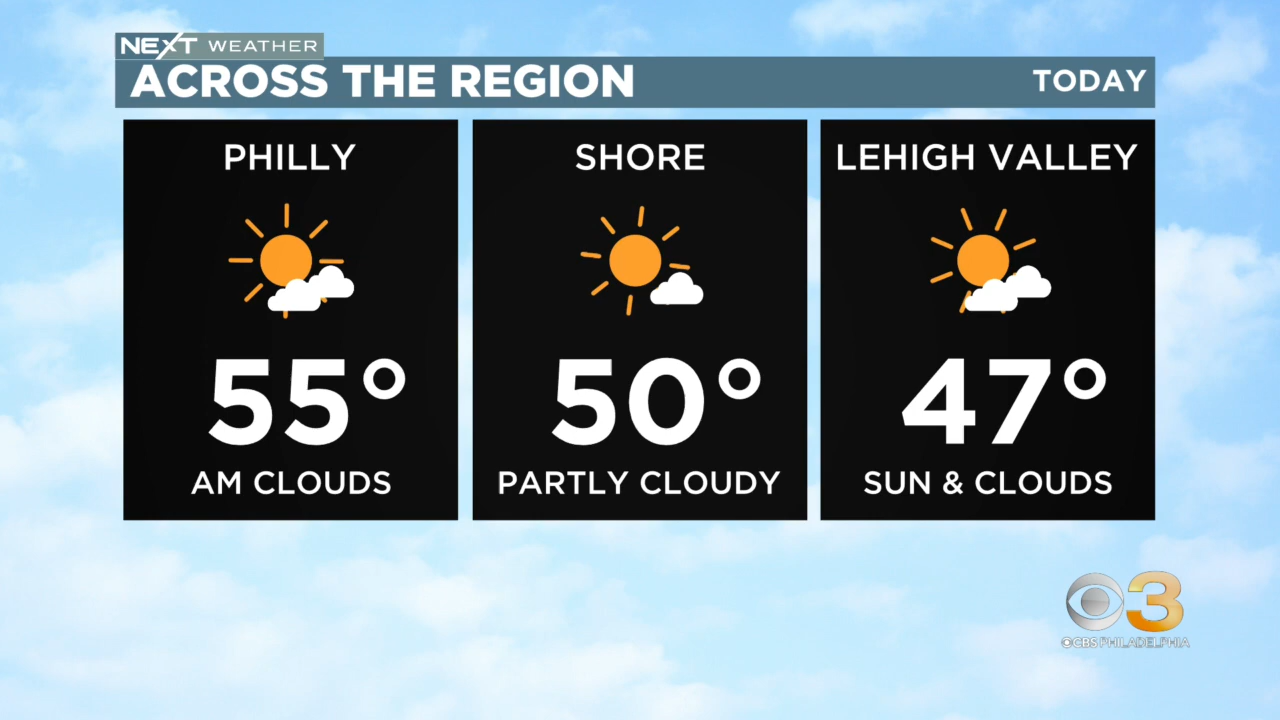 NEXT WEATHER
ACROSS THE REGION
TODAY
PHILLY
55°
AM CLOUDS
SHORE
50°
PARTLY CLOUDY
LEHIGH VALLEY
47°
SUN & CLOUDS
3
CBS PHILADELPHIA